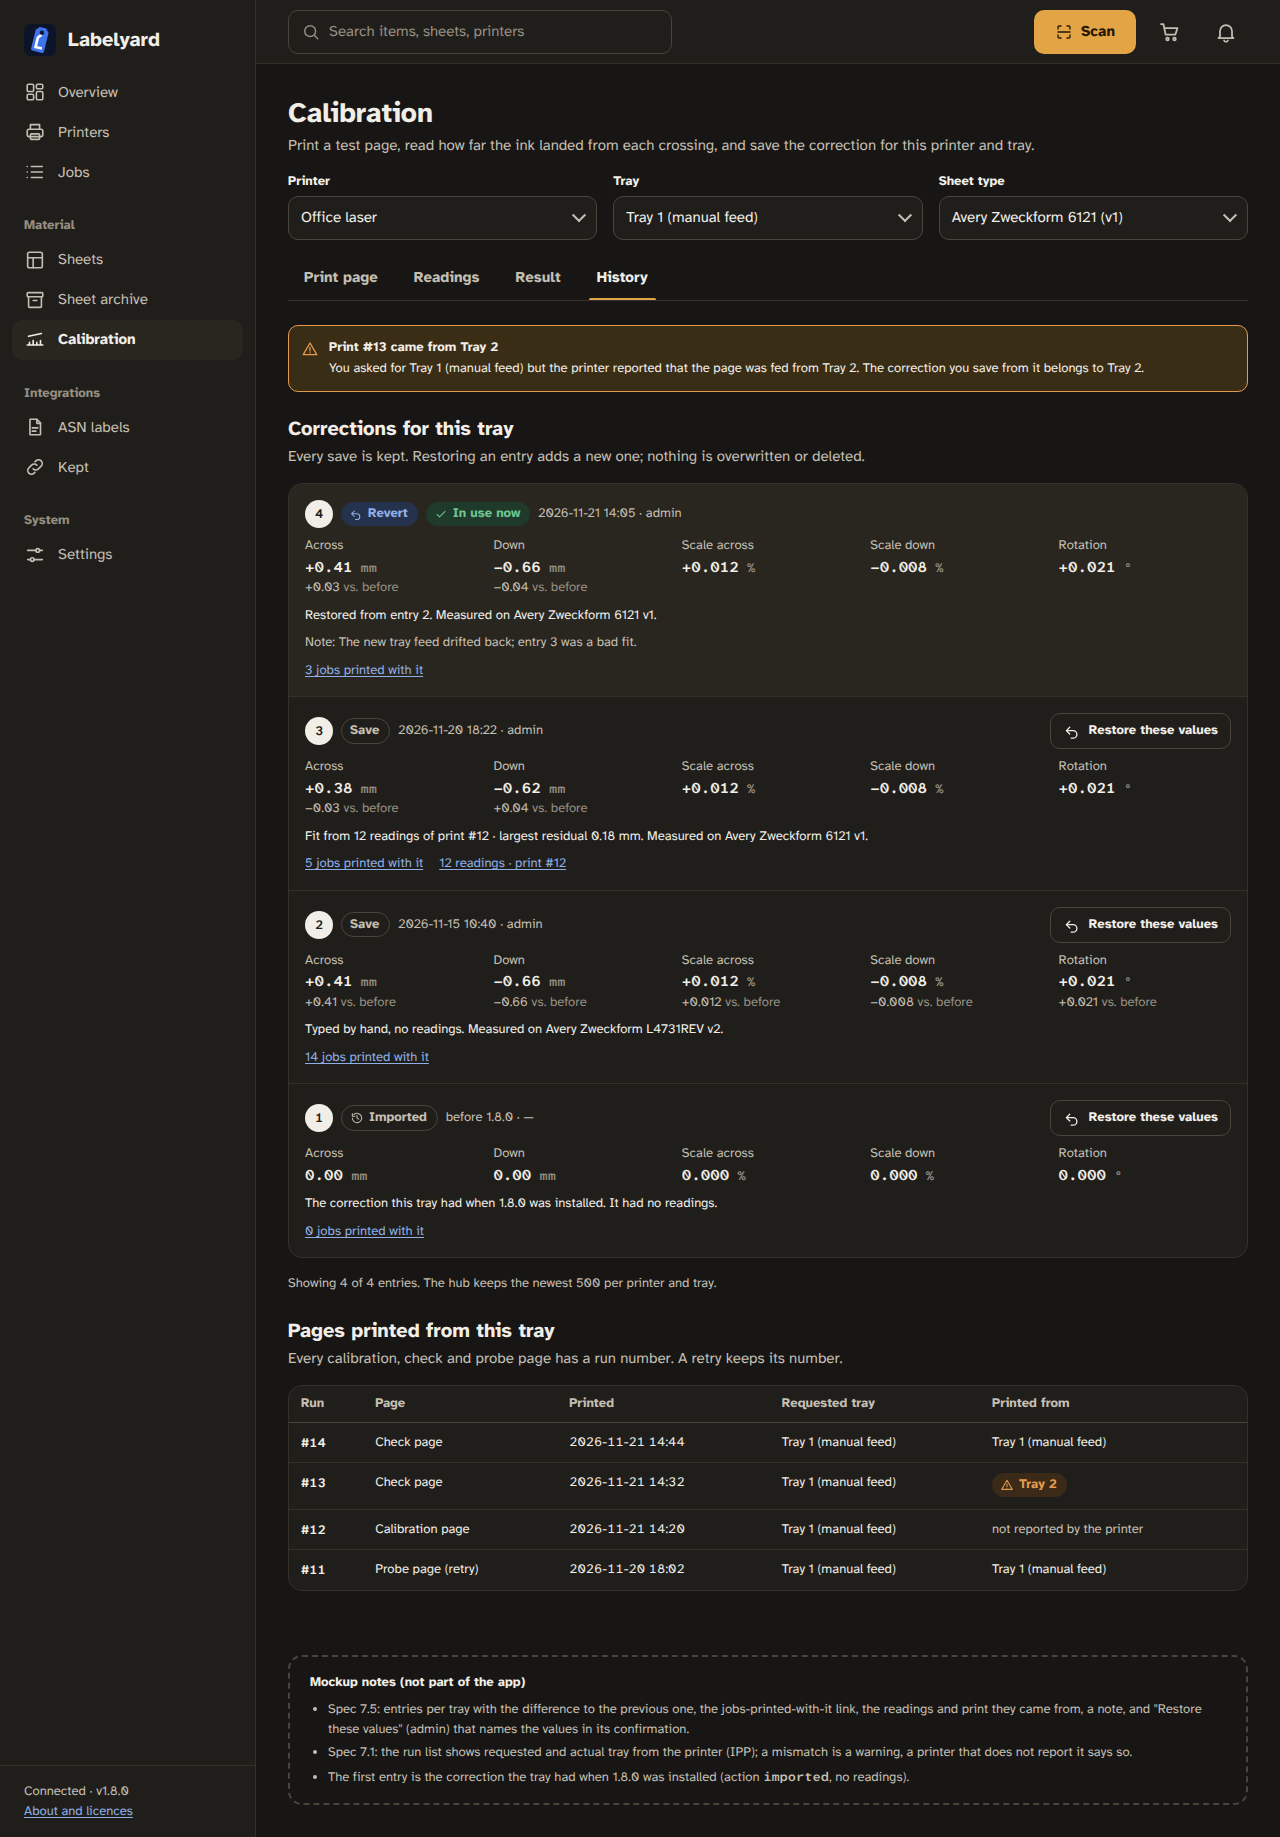 Labelyard
Search items, sheets, printers
Scan
Overview
Printers
Jobs
Material
Sheets
Sheet archive
Calibration
Integrations
ASN labels
Kept
System
Settings
Connected · v1.8.0
About and licences
Calibration
Print a test page, read how far the ink landed from each crossing, and save the correction for this printer and tray.
Printer
Tray
Sheet type
Office laser
Tray 1 (manual feed)
Avery Zweckform 6121 (v1)
Print page
Readings
Result
History
Print #13 came from Tray 2
You asked for Tray 1 (manual feed) but the printer reported that the page was fed from Tray 2. The correction you save from it belongs to Tray 2.
Corrections for this tray
Every save is kept. Restoring an entry adds a new one; nothing is overwritten or deleted.
4 Revert In use now 2026-11-21 14:05 · admin
Across Down Scale across Scale down Rotation
+0.41 mm −0.66 mm +0.012 % −0.008 % +0.021 °
+0.03 vs. before −0.04 vs. before
Restored from entry 2. Measured on Avery Zweckform 6121 v1.
Note: The new tray feed drifted back; entry 3 was a bad fit.
3 jobs printed with it
3 Save 2026-11-20 18:22 · admin Restore these values
Across Down Scale across Scale down Rotation
+0.38 mm −0.62 mm +0.012 % −0.008 % +0.021 °
−0.03 vs. before +0.04 vs. before
Fit from 12 readings of print #12 · largest residual 0.18 mm. Measured on Avery Zweckform 6121 v1.
5 jobs printed with it 12 readings · print #12
2 Save 2026-11-15 10:40 · admin Restore these values
Across Down Scale across Scale down Rotation
+0.41 mm −0.66 mm +0.012 % −0.008 % +0.021 °
+0.41 vs. before −0.66 vs. before +0.012 vs. before −0.008 vs. before +0.021 vs. before
Typed by hand, no readings. Measured on Avery Zweckform L4731REV v2.
14 jobs printed with it
1 Imported before 1.8.0 · — Restore these values
Across Down Scale across Scale down Rotation
0.00 mm 0.00 mm 0.000 % 0.000 % 0.000 °
The correction this tray had when 1.8.0 was installed. It had no readings.
0 jobs printed with it
Showing 4 of 4 entries. The hub keeps the newest 500 per printer and tray.
Pages printed from this tray
Every calibration, check and probe page has a run number. A retry keeps its number.
Run Page Printed Requested tray Printed from
#14 Check page 2026-11-21 14:44 Tray 1 (manual feed) Tray 1 (manual feed)
#13 Check page 2026-11-21 14:32 Tray 1 (manual feed) Tray 2
#12 Calibration page 2026-11-21 14:20 Tray 1 (manual feed) not reported by the printer
#11 Probe page (retry) 2026-11-20 18:02 Tray 1 (manual feed) Tray 1 (manual feed)
Mockup notes (not part of the app)
• Spec 7.5: entries per tray with the difference to the previous one, the jobs-printed-with-it link, the readings and print they came from, a note, and "Restore
these values" (admin) that names the values in its confirmation.
• Spec 7.1: the run list shows requested and actual tray from the printer (IPP); a mismatch is a warning, a printer that does not report it says so.
• The first entry is the correction the tray had when 1.8.0 was installed (action imported, no readings).